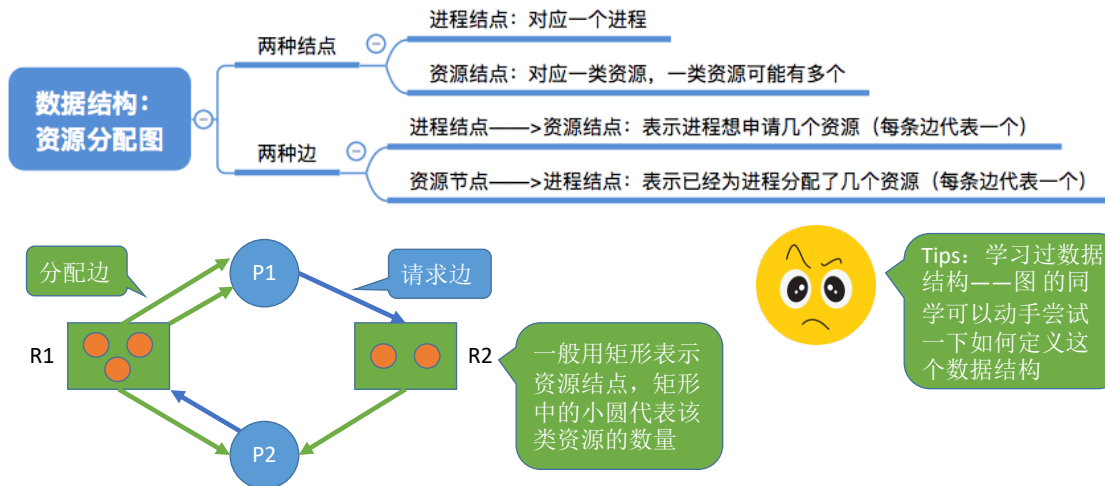 数据结构：
资源分配图
两种结点
进程结点：对应一个进程
资源结点：对应一类资源，一类资源可能有多个
两种边
进程结点——>资源结点：表示进程想申请几个资源（每条边代表一个）
资源节点——>进程结点：表示已经为进程分配了几个资源（每条边代表一个）
分配边
P1
请求边
R1
R2
P2
一般用矩形表示
资源结点，矩形
中的小圆代表该
类资源的数量
Tips：学习过数据
结构——图 的同
学可以动手尝试
一下如何定义这
个数据结构